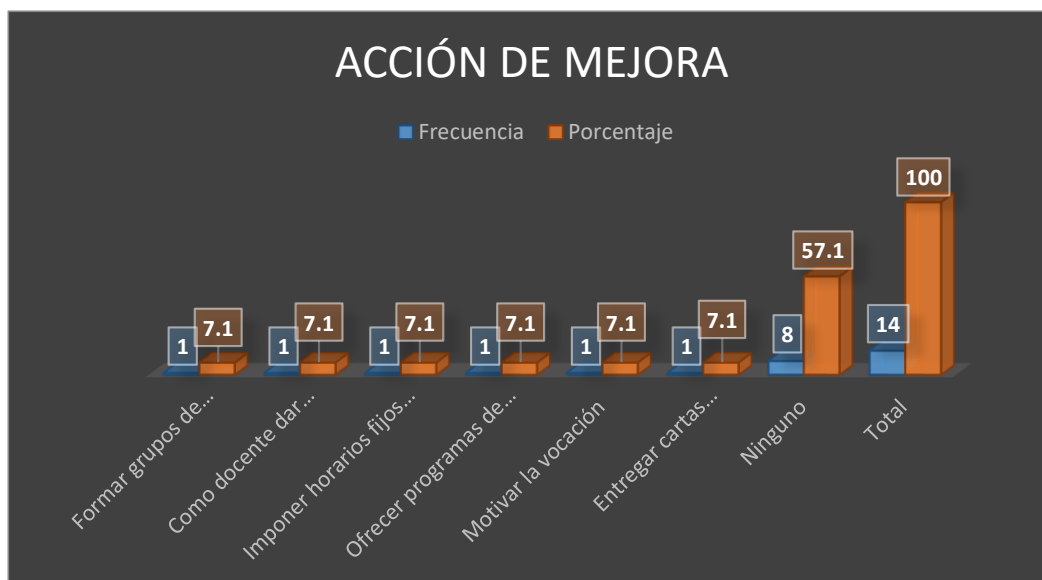 ACCIÓN DE MEJORA
Frecuencia Porcentaje
1 7.1 1 7.1 1 7.1 1 7.1 1 7.1 1 7.1 8 57.1 14 100
Formar grupos de...
Como docente dar...
Imponer horarios fijos...
Ofrecer programas de...
Motivar la vocación
Entregar cartas...
Ninguno
Total